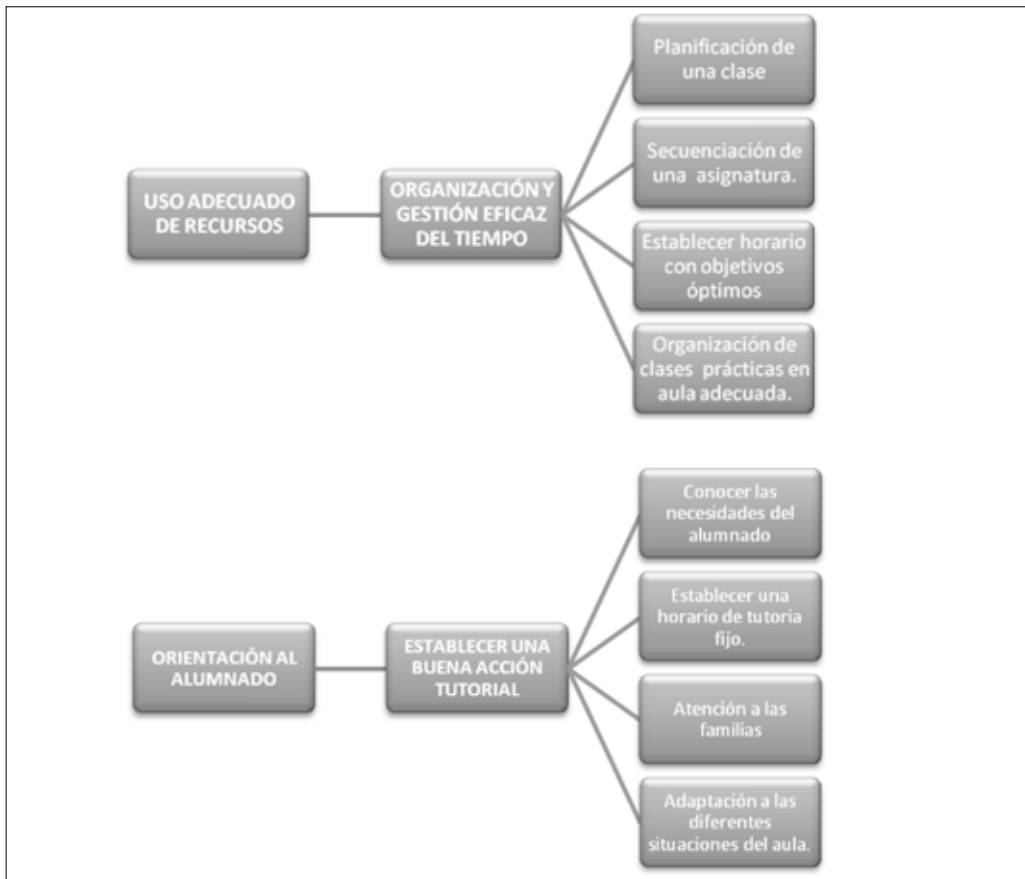 USO ADECUADO
DE RECURSOS
ORGANIZACIÓN Y
GESTIÓN EFICAZ
DEL TIEMPO
Planificación de
una clase
Secuenciación de
una asignatura.
Establecer horario
con objetivos
óptimos
Organización de
clases prácticas en
aula adecuada.
ORIENTACIÓN AL
ALUMNADO
ESTABLECER UNA
BUENA ACCIÓN
TUTORIAL
Conocer las
necesidades del
alumnado
Establecer una
horario de tutoria
fijo.
Atención a las
familias
Adaptación a las
diferentes
situaciones del aula.